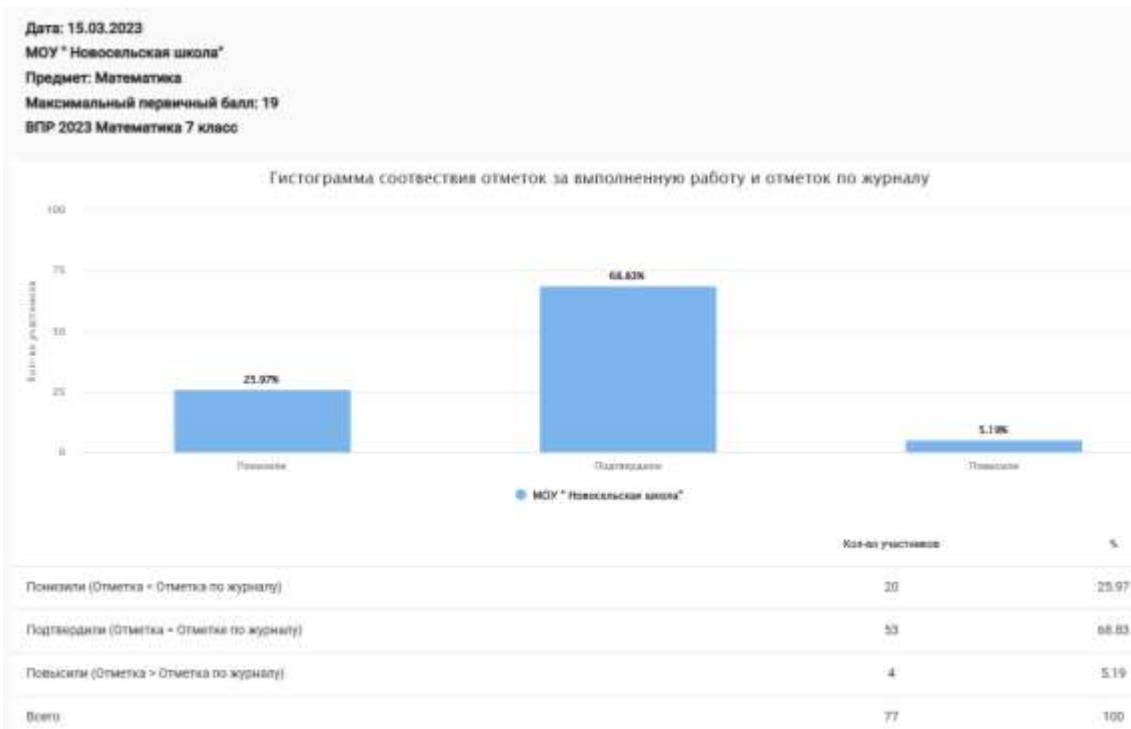 Дата: 15.03.2023
МОУ " Новосельская школа"
Предмет: Математика
Максимальный первичный балл: 19
ВПР 2023 Математика 7 класс
Гистограмма соотвествия отметок за выполненную работу и отметок по журналу
100
75
50
25
0
Кол-во участников
25.97%
68.83%
5.19%
Понизили Подтвердили Повысили
МОУ " Новосельская школа"
Кол-во участников %
Понизили (Отметка < Отметка по журналу) 20 25.97
Подтвердили (Отметка = Отметке по журналу) 53 68.83
Повысили (Отметка > Отметка по журналу) 4 5.19
Всего 77 100